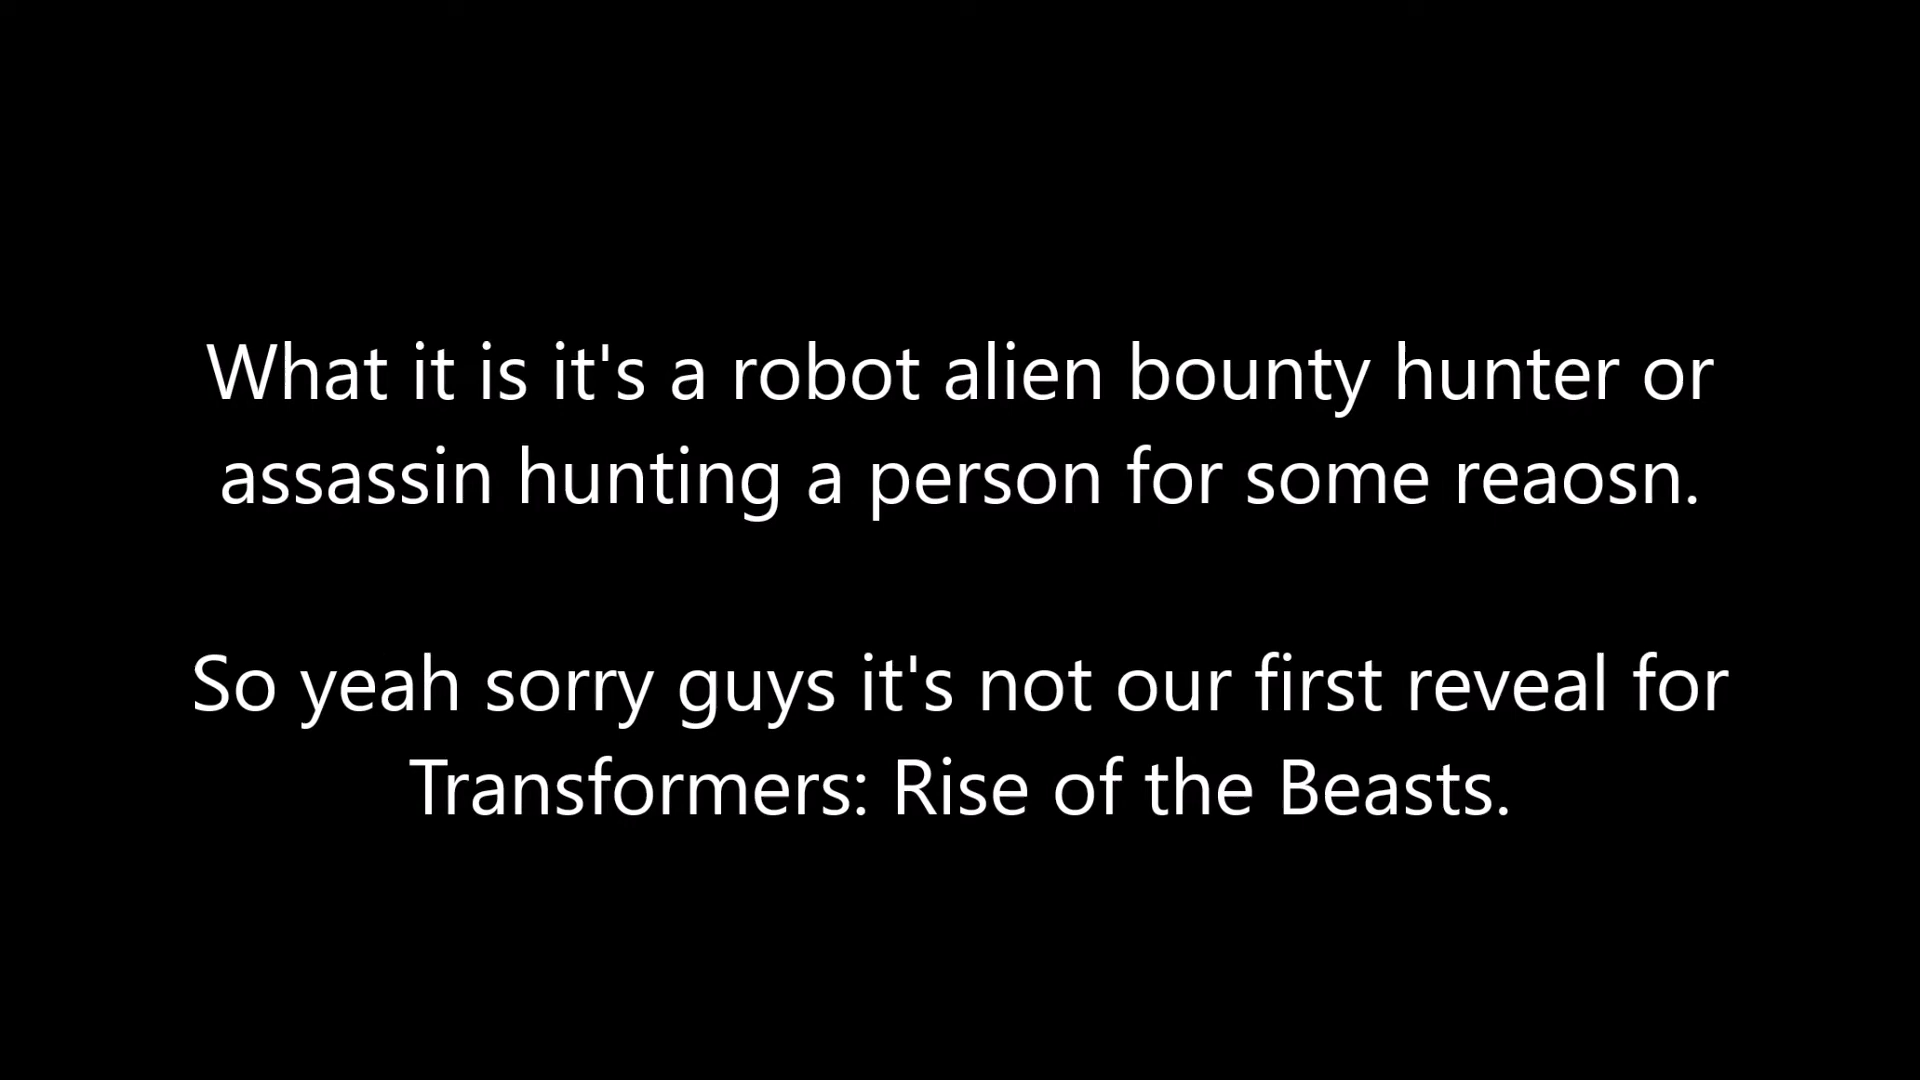 What it is it's a robot alien bounty hunter or
assassin hunting a person for some reaosn.
So yeah sorry guys it's not our first reveal for
Transformers: Rise of the Beasts.